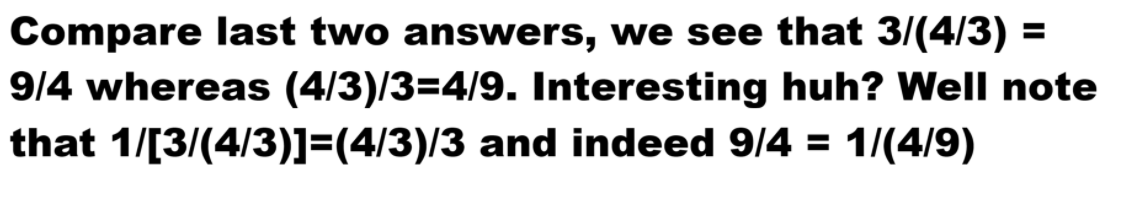 Compare last two answers, we see that 3/(4/3) =
9/4 whereas (4/3)/3=4/9. Interesting huh? Well note
that 1/[3/(4/3)]=(4/3)/3 and indeed 9/4 = 1/(4/9)